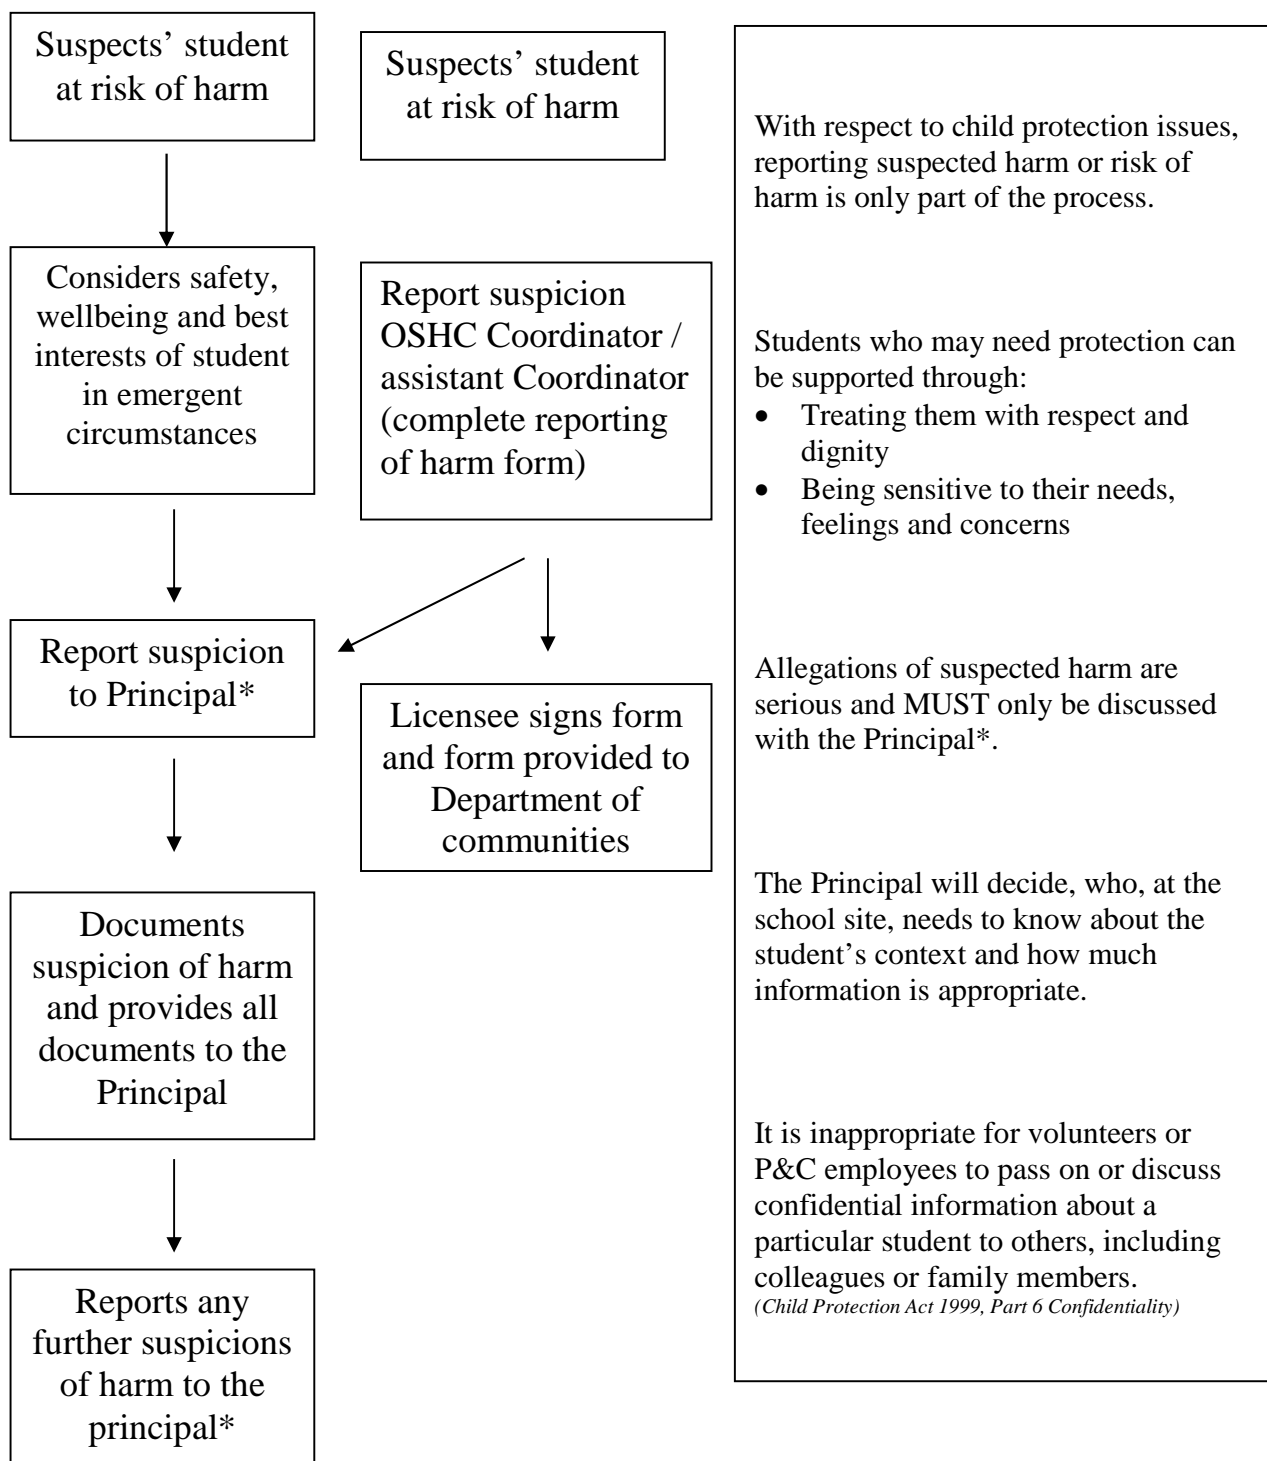 Suspects’ student
at risk of harm
Considers safety,
wellbeing and best
interests of student
in emergent
circumstances
Report suspicion
to Principal*
Documents
suspicion of harm
and provides all
documents to the
Principal
Reports any
further suspicions
of harm to the
principal*
Suspects’ student
at risk of harm
Report suspicion
OSHC Coordinator /
assistant Coordinator
(complete reporting
of harm form)
Licensee signs form
and form provided to
Department of
communities
With respect to child protection issues,
reporting suspected harm or risk of
harm is only part of the process.
Students who may need protection can
be supported through:
• Treating them with respect and
dignity
• Being sensitive to their needs,
feelings and concerns
Allegations of suspected harm are
serious and MUST only be discussed
with the Principal*.
The Principal will decide, who, at the
school site, needs to know about the
student’s context and how much
information is appropriate.
It is inappropriate for volunteers or
P&C employees to pass on or discuss
confidential information about a
particular student to others, including
colleagues or family members.
(Child Protection Act 1999, Part 6 Confidentiality)